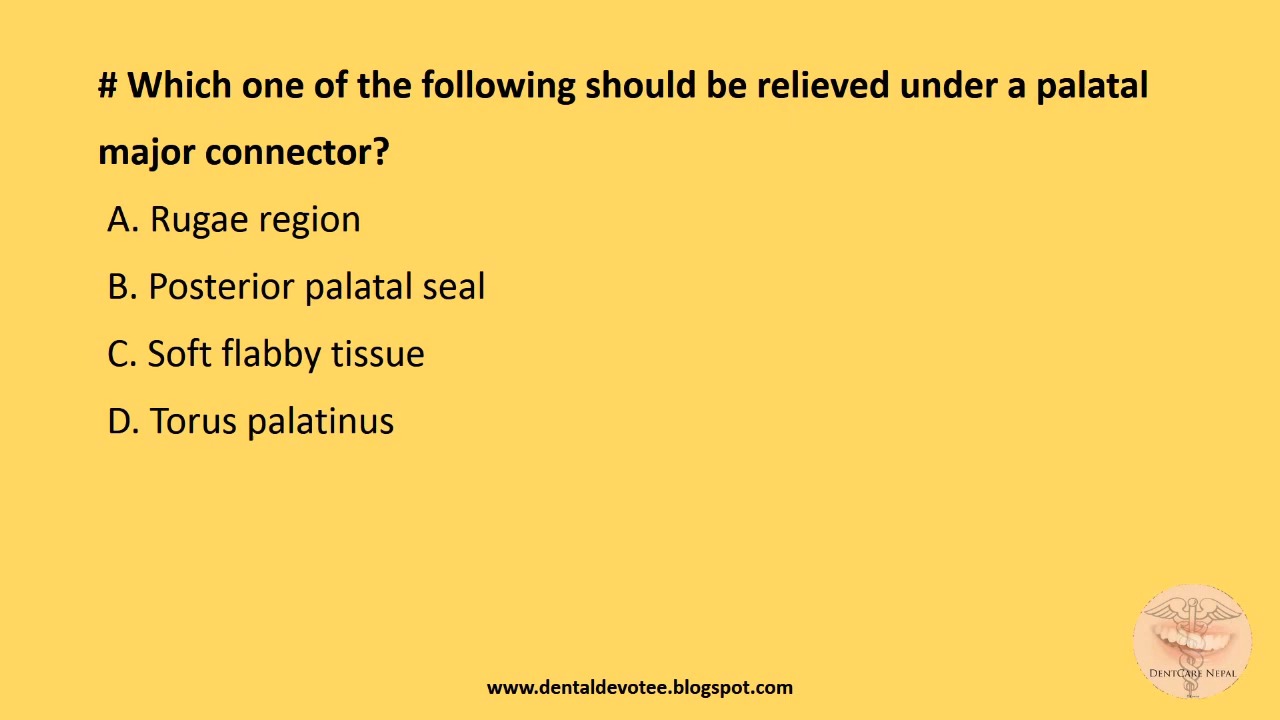 # Which one of the following should be relieved under a palatal
major connector?
A. Rugae region
B. Posterior palatal seal
C. Soft flabby tissue
D. Torus palatinus
DentCare Nepal
www.dentaldevotee.blogspot.com